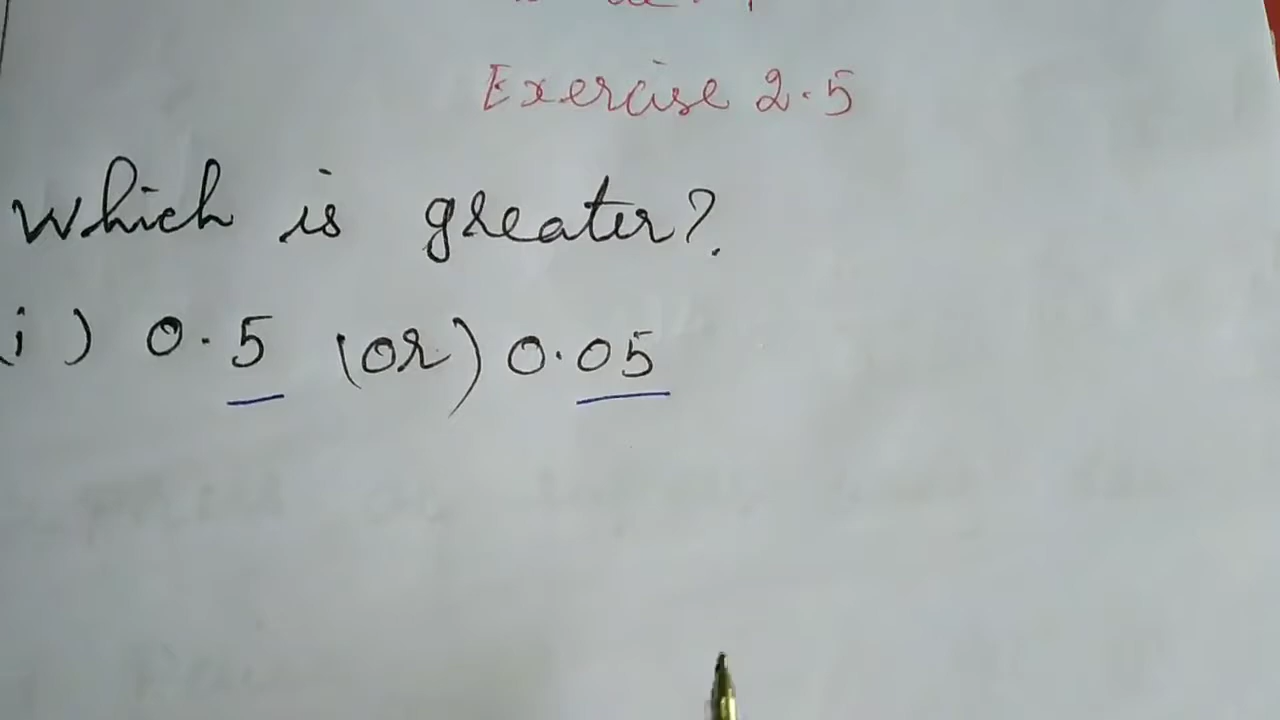 Exercise 2.5
Which is greater?
i) 0.5 (or) 0.05